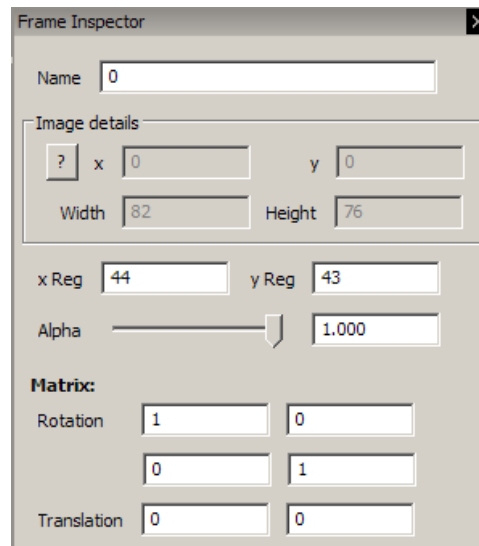 Frame Inspector
Name 0
Image details
? x 0 y 0
Width 82 Height 76
x Reg 44 y Reg 43
Alpha 1.000
Matrix:
Rotation 1 0
0 1
Translation 0 0